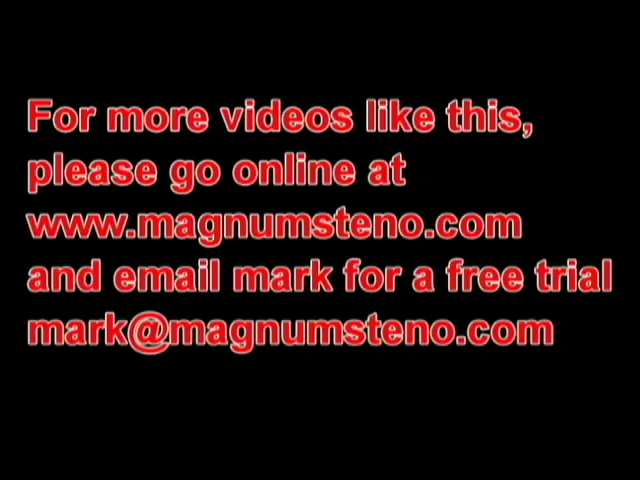 For more videos like this,
please go online at
www.magnumsteno.com
and email mark for a free trial
mark@magnumsteno.com